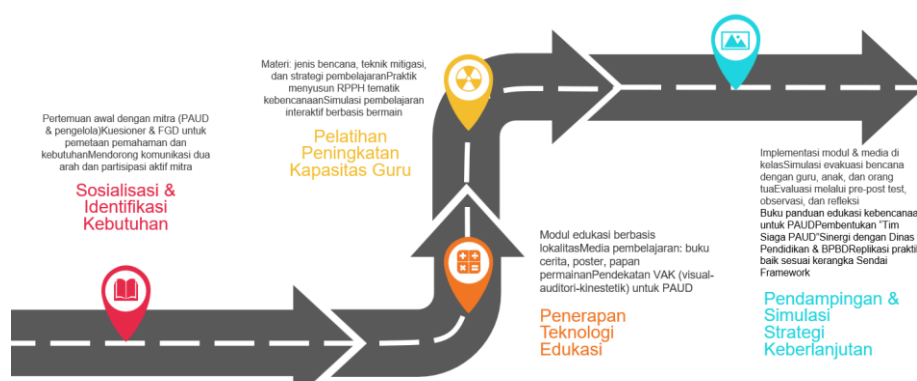 Pertemuan awal dengan mitra (PAUD
& pengelola)Kuesioner & FGD untuk
pemetaan pemahaman dan
kebutuhanMendorong komunikasi dua
arah dan partisipasi aktif mitra
Sosialisasi &
Identifikasi
Kebutuhan
Materi: jenis bencana, teknik mitigasi,
dan strategi pembelajaranPraktik
menyusun RPPH tematik
kebencanaanSimulasi pembelajaran
interaktif berbasis bermain
Pelatihan
Peningkatan
Kapasitas Guru
Modul edukasi berbasis
lokalitasMedia pembelajaran: buku
cerita, poster, papan
permainanPendekatan VAK (visual-
auditori-kinestetik) untuk PAUD
Penerapan
Teknologi
Edukasi
Implementasi modul & media di
kelasSimulasi evakuasi bencana
dengan guru, anak, dan orang
tuaEvaluasi melalui pre-post test,
observasi, dan refleksi
Buku panduan edukasi kebencanaa
untuk PAUDPembentukan "Tim
Siaga PAUD"Sinergi dengan Dinas
Pendidikan & BPBDReplikasi prakti
baik sesuai kerangka Sendai
Framework
Pendampingan &
Simulasi
Strategi
Keberlanjutan